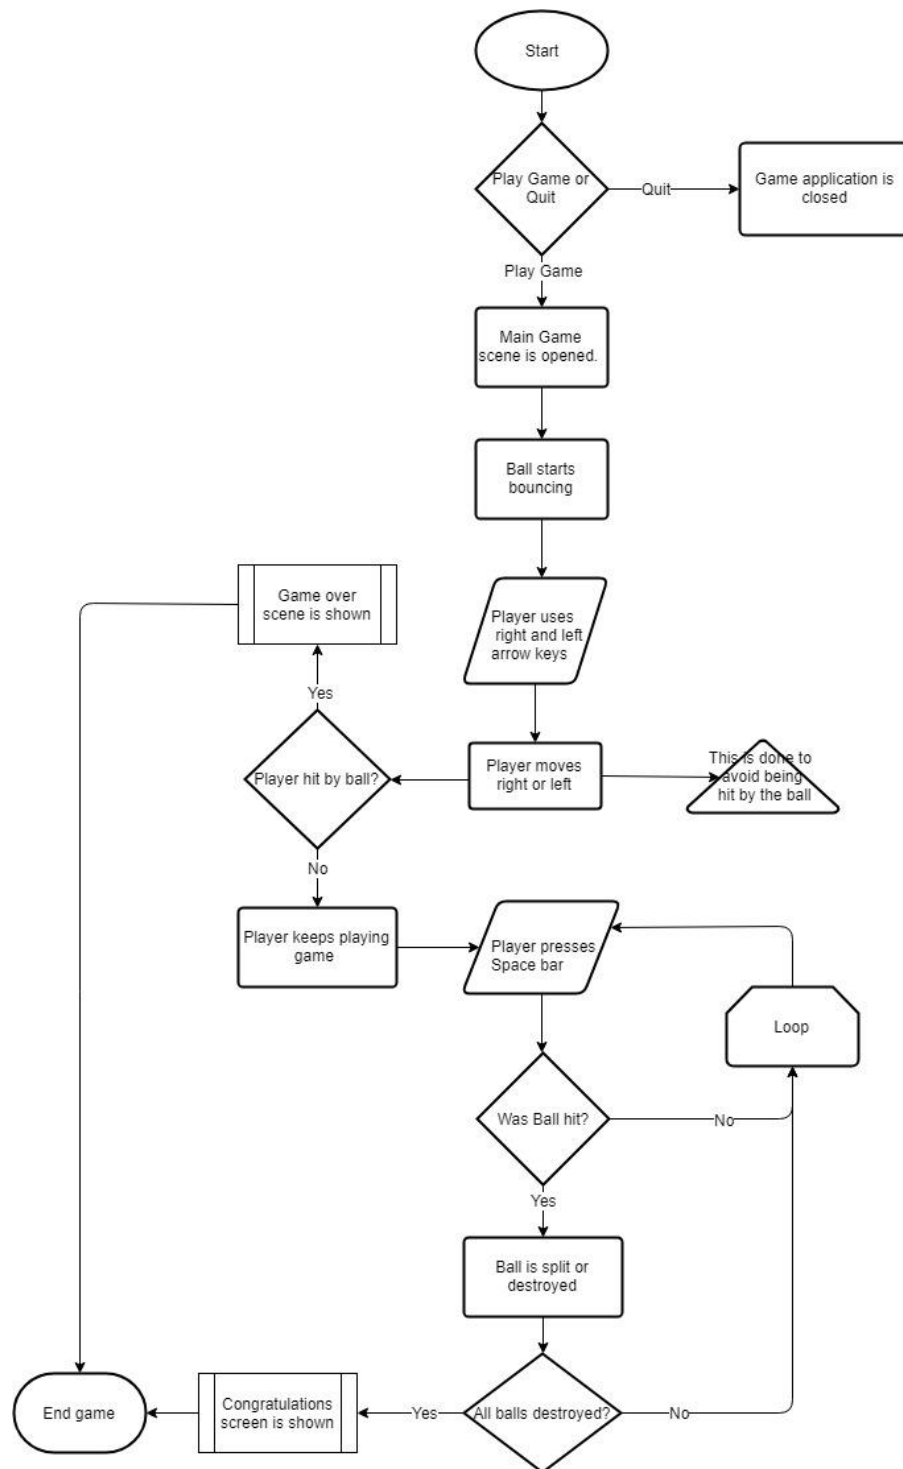 Start
Play Game or
Quit
Quit
Game application is
closed
Play Game
Main Game
scene is opened.
Ball starts
bouncing
Game over
scene is shown
Player uses
right and left
arrow keys
Yes
Player hit by ball?
Player moves
right or left
This is done to
avoid being
hit by the ball
No
Player keeps playing
game
Player presses
Space bar
Loop
Was Ball hit?
No
Yes
Ball is split or
destroyed
End game
Congratulations
screen is shown
Yes
All balls destroyed?
No